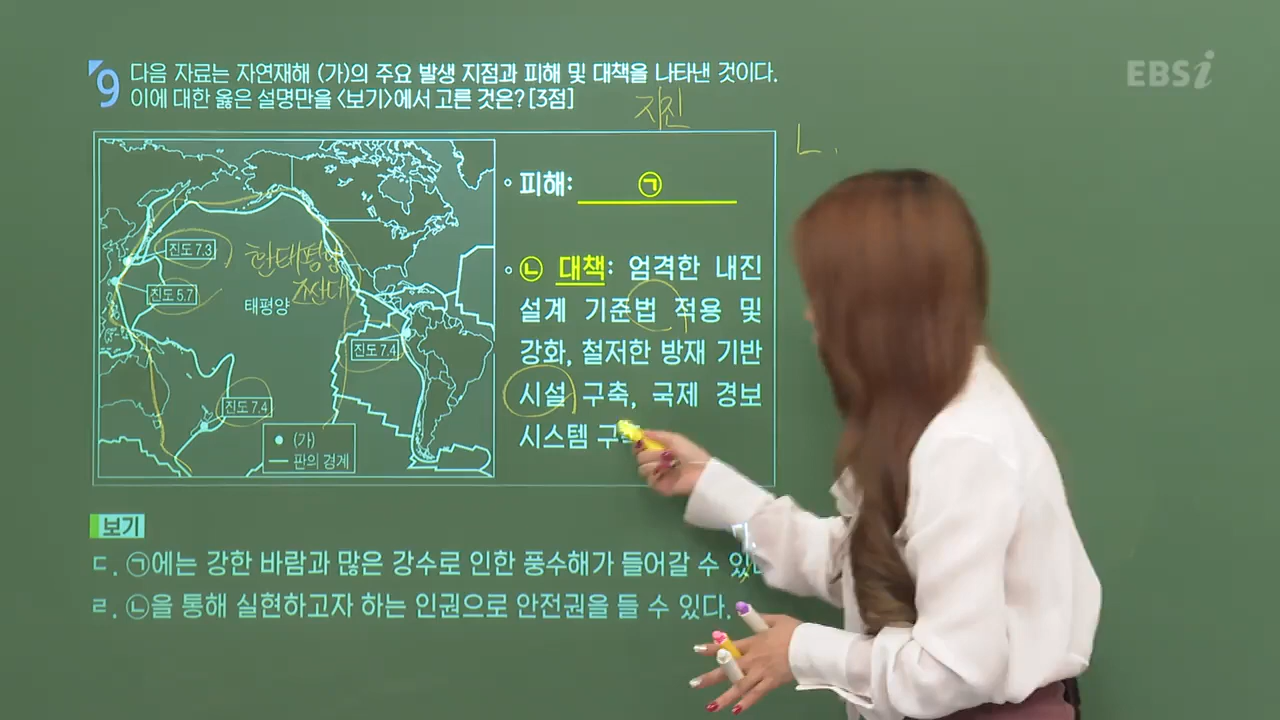 EBSi
9 다음 자료는 자연재해 (가)의 주요 발생 지점과 피해 및 대책을 나타낸 것이다.
이에 대한 옳은 설명만을 <보기>에서 고른 것은? [3점]
지진
ㄴ.
진도 7.3
진도 5.7
환태평양
조산대
태평양
진도 7.4
진도 7.4
(가)
판의 경계
◦피해: ㉠
◦㉡ 대책: 엄격한 내진
설계 기준법 적용 및
강화, 철저한 방재 기반
시설 구축, 국제 경보
시스템 구축
보기
ㄷ. ㉠에는 강한 바람과 많은 강수로 인한 풍수해가 들어갈 수 있
ㄹ. ㉡을 통해 실현하고자 하는 인권으로 안전권을 들 수 있다.